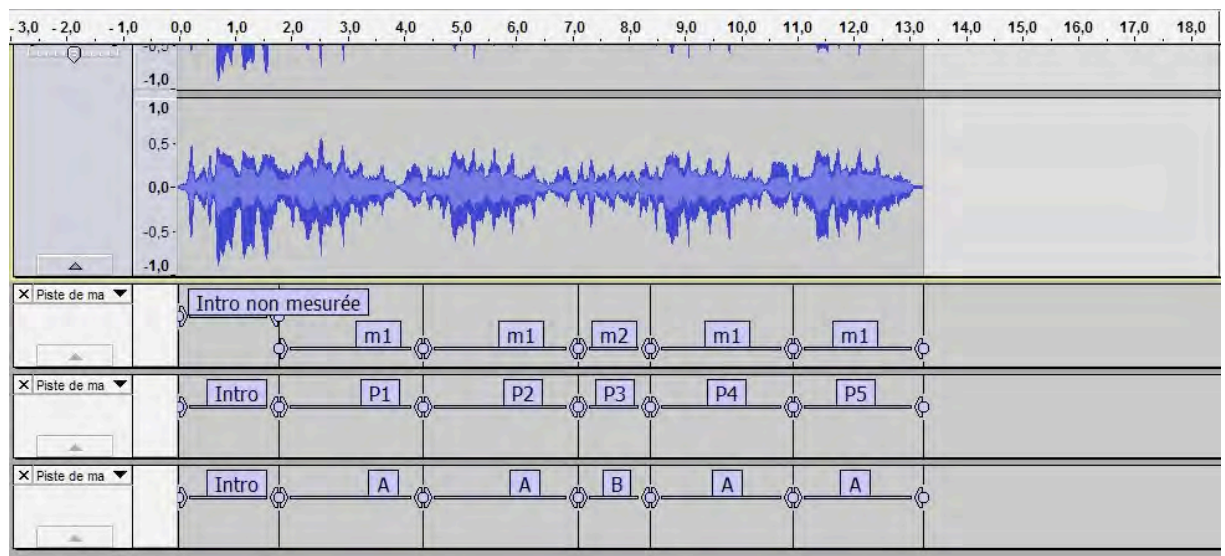 -3,0 -2,0 -1,0 0,0 1,0 2,0 3,0 4,0 5,0 6,0 7,0 8,0 9,0 10,0 11,0 12,0 13,0 14,0 15,0 16,0 17,0 18,0
-0,5
-1,0
1,0
0,5
0,0
-0,5
-1,0
X Piste de ma
Intro non mesurée
m1 m1 m2 m1 m1
X Piste de ma
Intro P1 P2 P3 P4 P5
X Piste de ma
Intro A A B A A